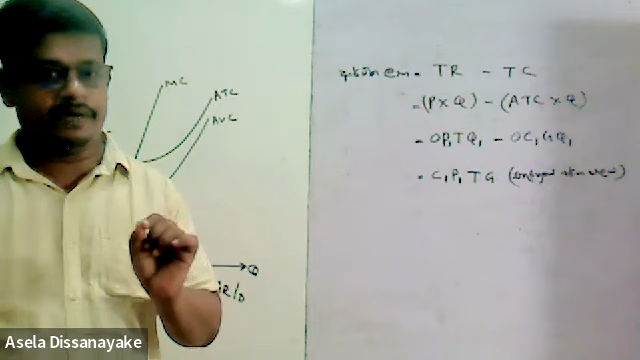 MC
ATC
AVC
Q
= TR - TC
= (P x Q) - (ATC x Q)
= OP₁TQ₁ - OC₁GQ₁
= C₁P₁TG
Asela Dissanayake